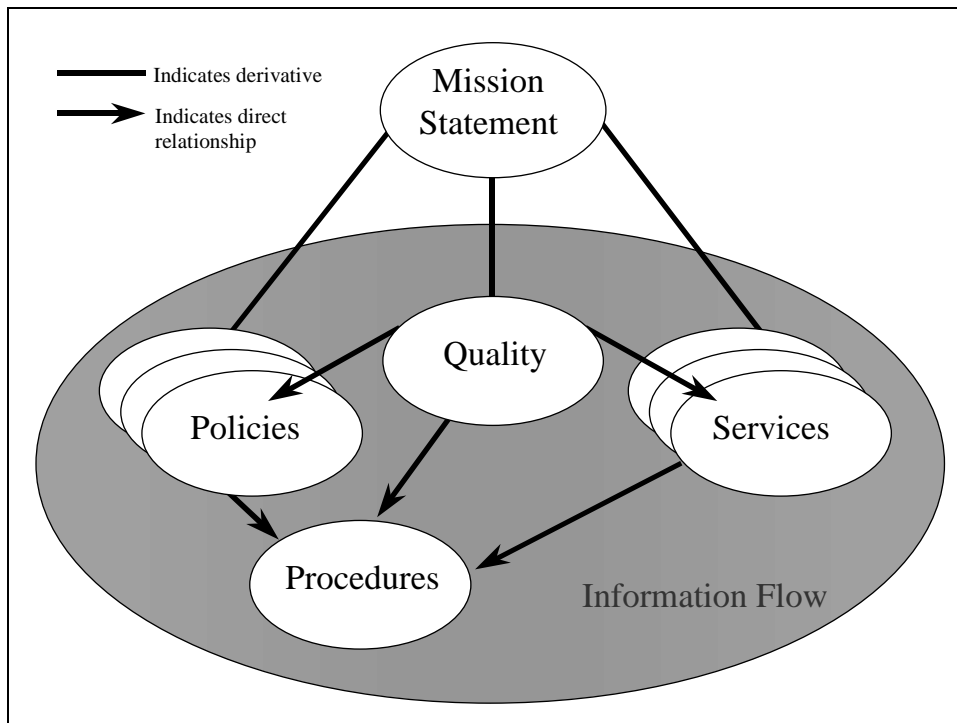 Indicates derivative
Indicates direct
relationship
Mission
Statement
Quality
Policies
Services
Procedures
Information Flow